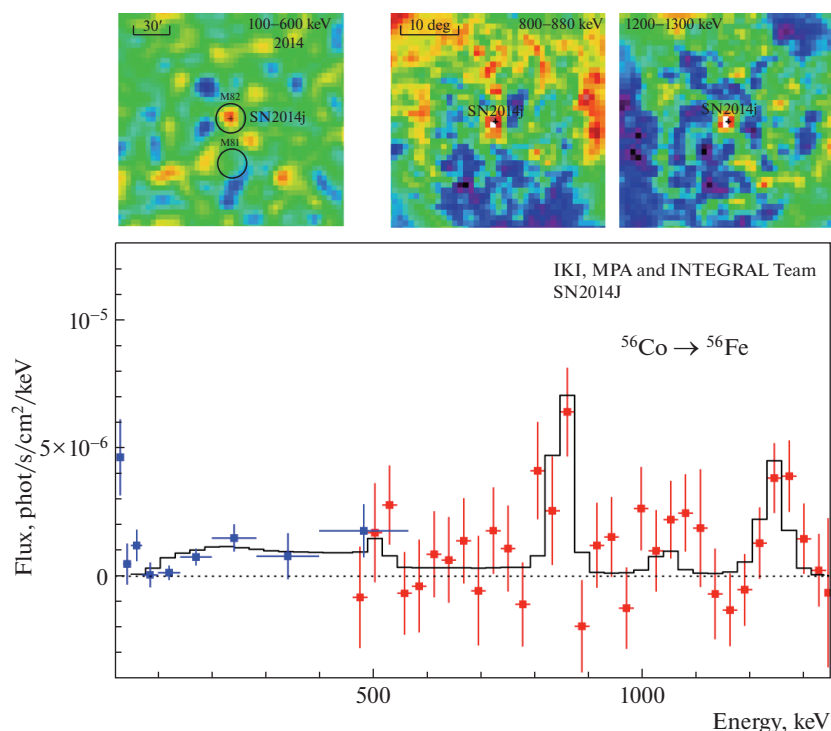 30′
100–600 keV
2014
M82
SN2014j
M81
10 deg
800–880 keV
SN2014j
1200–1300 keV
SN2014j
IKI, MPA and INTEGRAL Team
SN2014J
⁵⁶Co → ⁵⁶Fe
Flux, phot/s/cm²/keV
10⁻⁵
5×10⁻⁶
0
500
1000
Energy, keV